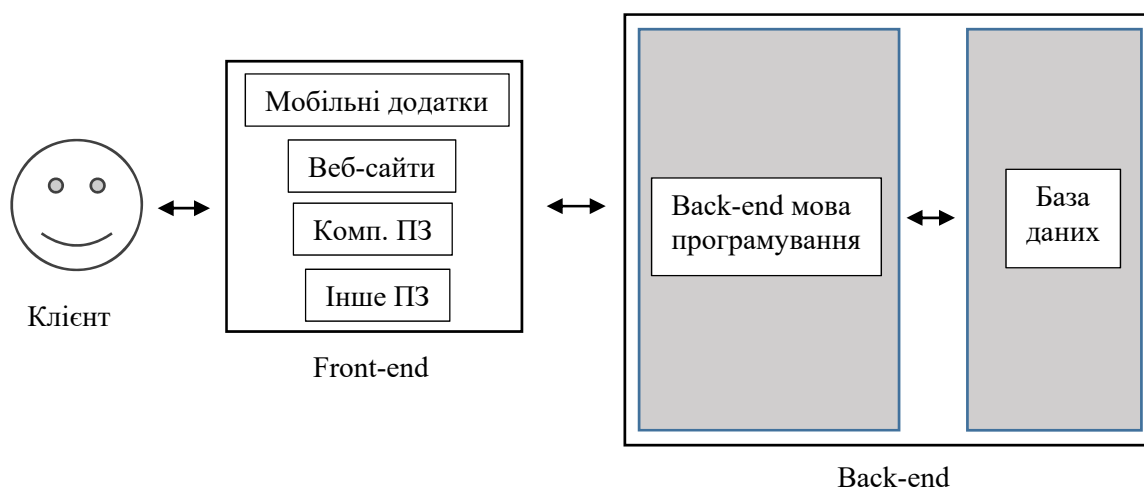 Клієнт
Мобільні додатки
Веб-сайти
Комп. ПЗ
Інше ПЗ
Front-end
Back-end мова
програмування
База
даних
Back-end